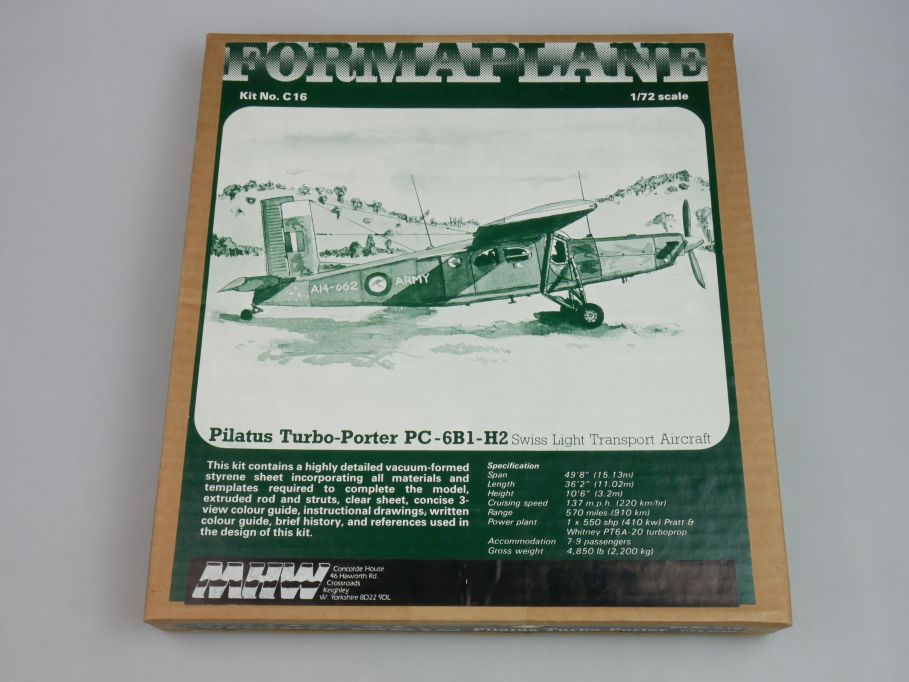 FORMAPLANE
Kit No. C16
1/72 scale
A14-662
ARMY
Pilatus Turbo-Porter PC-6B1-H2 Swiss Light Transport Aircraft
This kit contains a highly detailed vacuum-formed
styrene sheet incorporating all materials and
templates required to complete the model,
extruded rod and struts, clear sheet, concise 3-
view colour guide, instructional drawings, written
colour guide, brief history, and references used in
the design of this kit.
Specification
Span 49'8" (15.13m)
Length 36'2" (11.02m)
Height 10'6" (3.2m)
Cruising speed 137 m.p.h. (220 km/hr)
Range 570 miles (910 km)
Power plant 1 x 550 shp (410 kw) Pratt &
Whitney PT6A-20 turboprop
Accommodation 7-9 passengers
Gross weight 4,850 lb (2,200 kg)
MHW
Concorde House
46 Haworth Rd.
Crossroads
Keighley
W. Yorkshire BD22 9DL
Pilatus Turbo-Porter